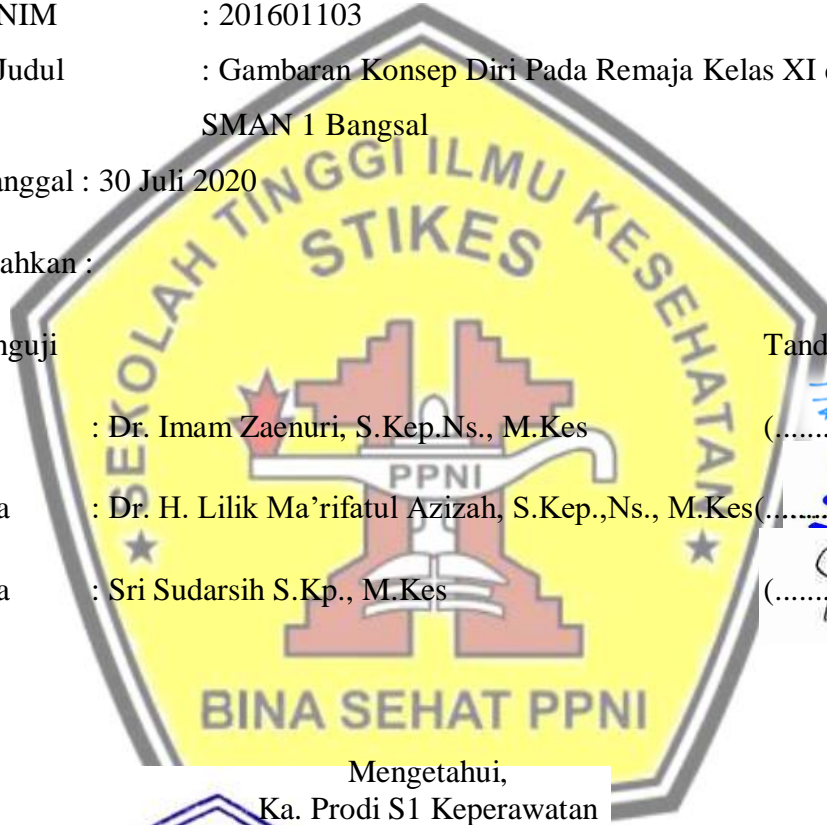 NIM : 201601103
Judul : Gambaran Konsep Diri Pada Remaja Kelas XI
SMAN 1 Bangsal
anggal : 30 Juli 2020
ahkan :
nguji Tand
: Dr. Imam Zaenuri, S.Kep.Ns., M.Kes (........
a : Dr. H. Lilik Ma’rifatul Azizah, S.Kep.,Ns., M.Kes(........
a : Sri Sudarsih S.Kp., M.Kes (.......
Mengetahui,
Ka. Prodi S1 Keperawatan
SEKOLAH TINGGI ILMU KESEHATAN
STIKES
PPNI
BINA SEHAT PPNI